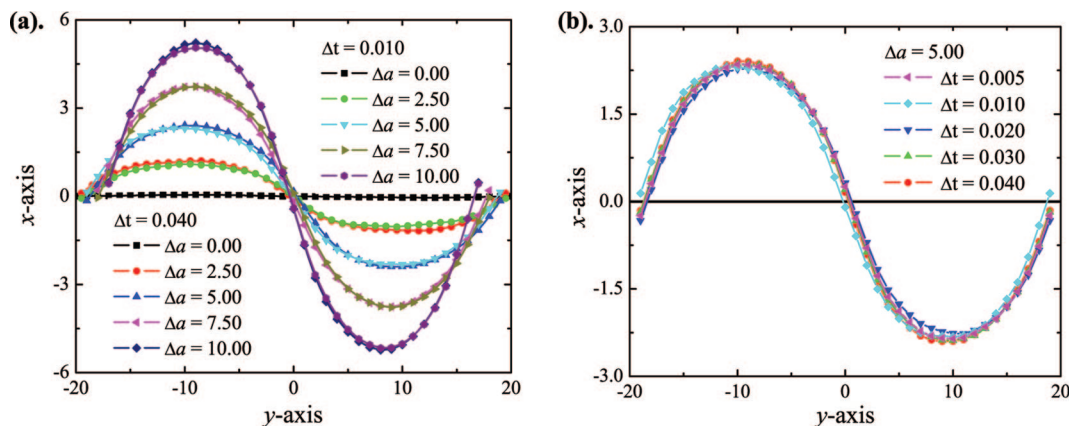 (a).
6
3
0
-3
-6
x-axis
Δt = 0.010
Δa = 0.00
Δa = 2.50
Δa = 5.00
Δa = 7.50
Δa = 10.00
Δt = 0.040
Δa = 0.00
Δa = 2.50
Δa = 5.00
Δa = 7.50
Δa = 10.00
-20 -10 0 10 20
y-axis
(b).
3.0
1.5
0.0
-1.5
-3.0
x-axis
Δa = 5.00
Δt = 0.005
Δt = 0.010
Δt = 0.020
Δt = 0.030
Δt = 0.040
-20 -10 0 10 20
y-axis